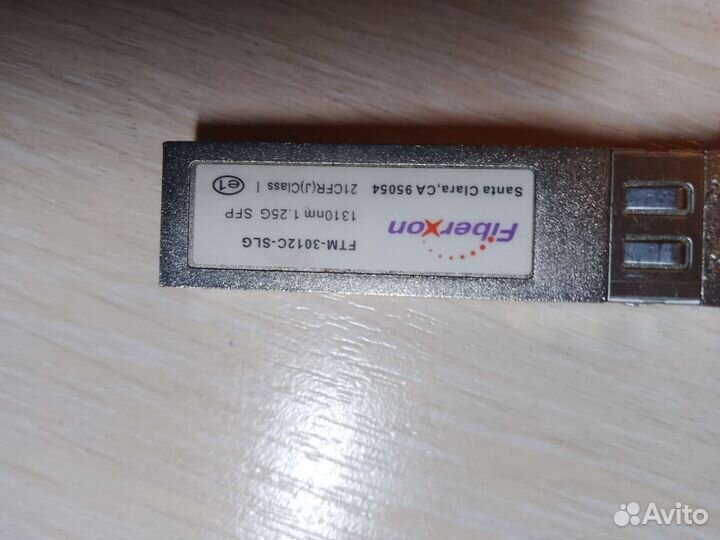 Fiberxon
FTM-3012C-SLG
1310nm 1.25G SFP
21CFR(J)Class 1
e1
Santa Clara,CA 95054
Avito